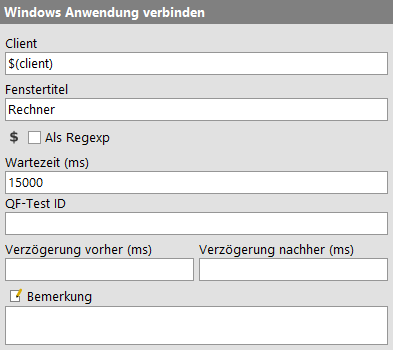 Windows Anwendung verbinden
Client
$(client)
Fenstertitel
Rechner
$ Als Regexp
Wartezeit (ms)
15000
QF-Test ID
Verzögerung vorher (ms) Verzögerung nachher (ms)
Bemerkung